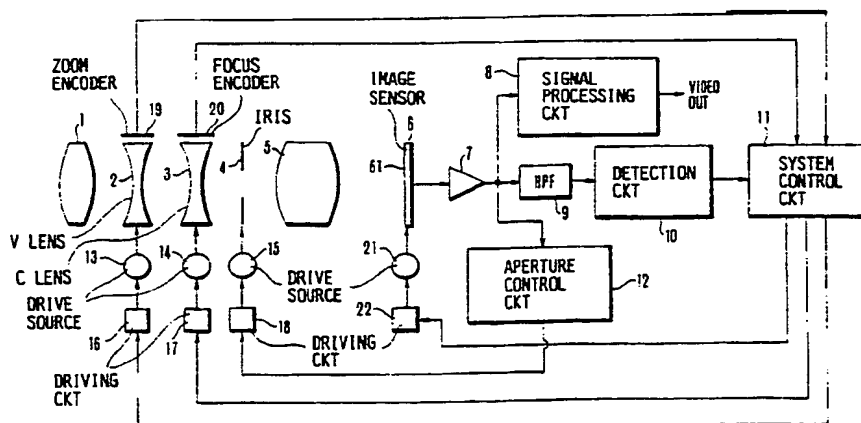 ZOOM
ENCODER
FOCUS
ENCODER
IMAGE
SENSOR
8
SIGNAL
PROCESSING
CKT
VIDEO
OUT
1
19
20
IRIS
5
6
7
11
2
3
4
61
BPF
9
DETECTION
CKT
10
SYSTEM
CONTROL
CKT
V LENS
C LENS
13
14
15
DRIVE
SOURCE
21
APERTURE
CONTROL
CKT
12
DRIVE
SOURCE
16
17
18
22
DRIVING CKT
DRIVING
CKT